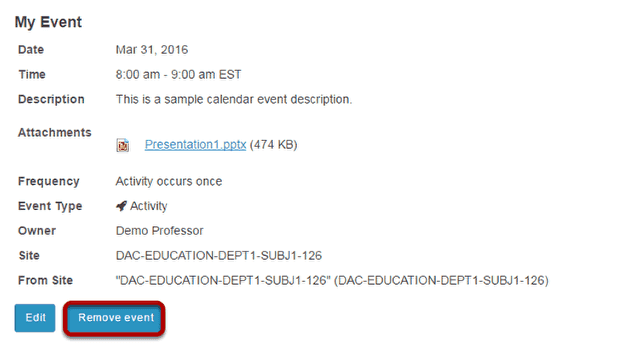 My Event
Date Mar 31, 2016
Time 8:00 am - 9:00 am EST
Description This is a sample calendar event description.
Attachments
Presentation1.pptx (474 KB)
Frequency Activity occurs once
Event Type Activity
Owner Demo Professor
Site DAC-EDUCATION-DEPT1-SUBJ1-126
From Site "DAC-EDUCATION-DEPT1-SUBJ1-126" (DAC-EDUCATION-DEPT1-SUBJ1-126)
Edit Remove event